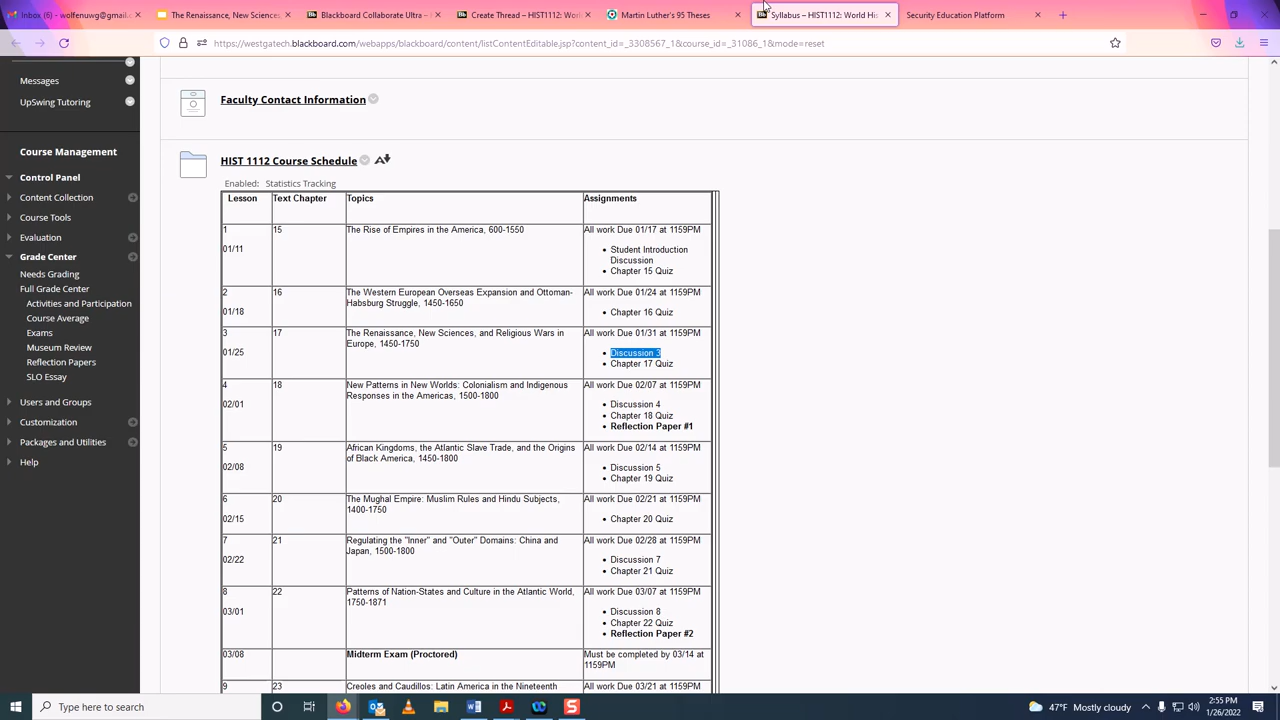 Inbox (6) - wolfenuwg@gmail.c
The Renaissance, New Sciences
Blackboard Collaborate Ultra –
Create Thread – HIST1112: W
Martin Luther's 95 Theses
Syllabus – HIST1112: World His
Security Education Platform
https://westgatech.blackboard.com/webapps/blackboard/content/listContentEditable.jsp?content_id=_3308567_1&course_id=_31086_1&mode=reset
Messages
UpSwing Tutoring
Course Management
Control Panel
Content Collection
Course Tools
Evaluation
Grade Center
Needs Grading
Full Grade Center
Activities and Participation
Course Average
Exams
Museum Review
Reflection Papers
SLO Essay
Users and Groups
Customization
Packages and Utilities
Help
Faculty Contact Information
HIST 1112 Course Schedule
Enabled: Statistics Tracking
Lesson Text Chapter Topics Assignments
1 15 The Rise of Empires in the America, 600-1550 All work Due 01/17 at 1159PM
01/11 • Student Introduction
Discussion
• Chapter 15 Quiz
2 16 The Western European Overseas Expansion and Ottoman- All work Due 01/24 at 1159PM
Habsburg Struggle, 1450-1650
01/18 • Chapter 16 Quiz
3 17 The Renaissance, New Sciences, and Religious Wars in All work Due 01/31 at 1159PM
Europe, 1450-1750
01/25 • Discussion 3
• Chapter 17 Quiz
4 18 New Patterns in New Worlds: Colonialism and Indigenous All work Due 02/07 at 1159PM
Responses in the Americas, 1500-1800
02/01 • Discussion 4
• Chapter 18 Quiz
• Reflection Paper #1
5 19 African Kingdoms, the Atlantic Slave Trade, and the Origins All work Due 02/14 at 1159PM
of Black America, 1450-1800
02/08 • Discussion 5
• Chapter 19 Quiz
6 20 The Mughal Empire: Muslim Rules and Hindu Subjects, All work Due 02/21 at 1159PM
1400-1750
02/15 • Chapter 20 Quiz
7 21 Regulating the "Inner" and "Outer" Domains: China and All work Due 02/28 at 1159PM
Japan, 1500-1800
02/22 • Discussion 7
• Chapter 21 Quiz
8 22 Patterns of Nation-States and Culture in the Atlantic World, All work Due 03/07 at 1159PM
1750-1871
03/01 • Discussion 8
• Chapter 22 Quiz
• Reflection Paper #2
03/08 Midterm Exam (Proctored) Must be completed by 03/14 at
1159PM
9 23 Creoles and Caudillos: Latin America in the Nineteenth All work Due 03/21 at 1159PM
Type here to search
47°F Mostly cloudy
2:55 PM
1/26/2022